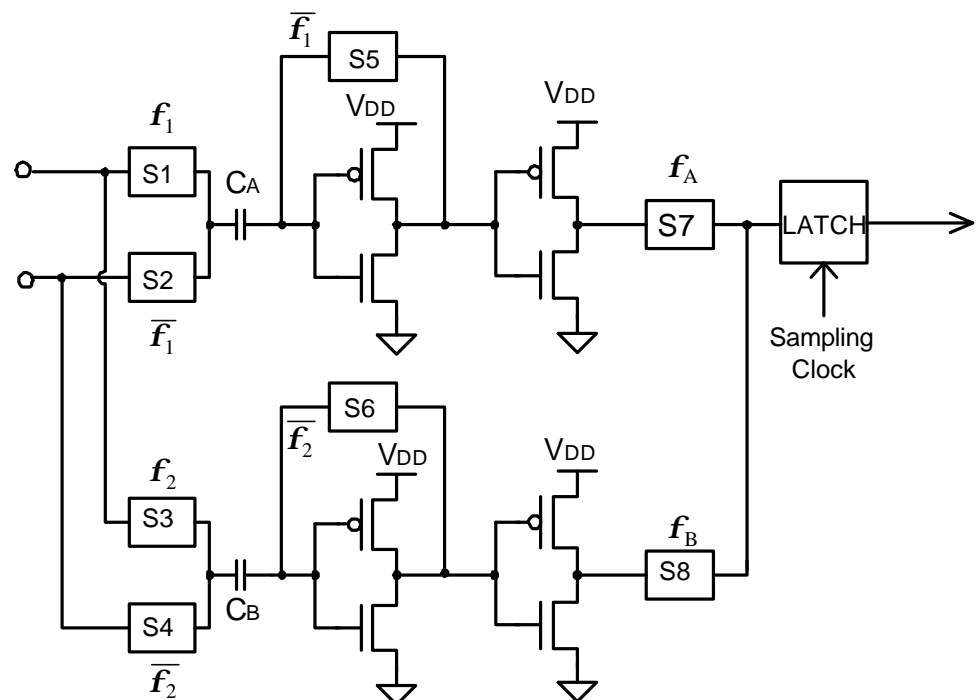 f̅₁
S5
VDD
VDD
f₁
S1
CA
fA
S7
LATCH
S2
f̅₁
Sampling
Clock
S6
f̅₂
VDD
VDD
f₂
S3
fB
S8
CB
S4
f̅₂